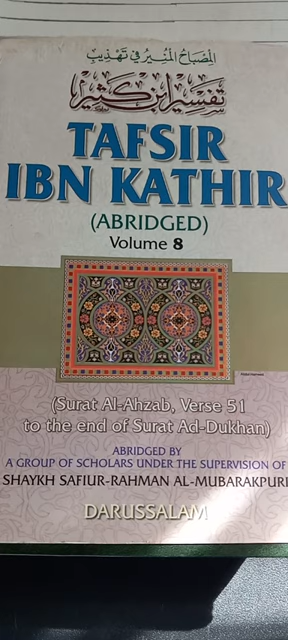 المصباح المنير في تهذيب
تفسير ابن كثير
TAFSIR
IBN KATHIR
(ABRIDGED)
Volume 8
(Surat Al-Ahzab, Verse 51
to the end of Surat Ad-Dukhan)
ABRIDGED BY
A GROUP OF SCHOLARS UNDER THE SUPERVISION OF
SHAYKH SAFIUR-RAHMAN AL-MUBARAKPURI
DARUSSALAM